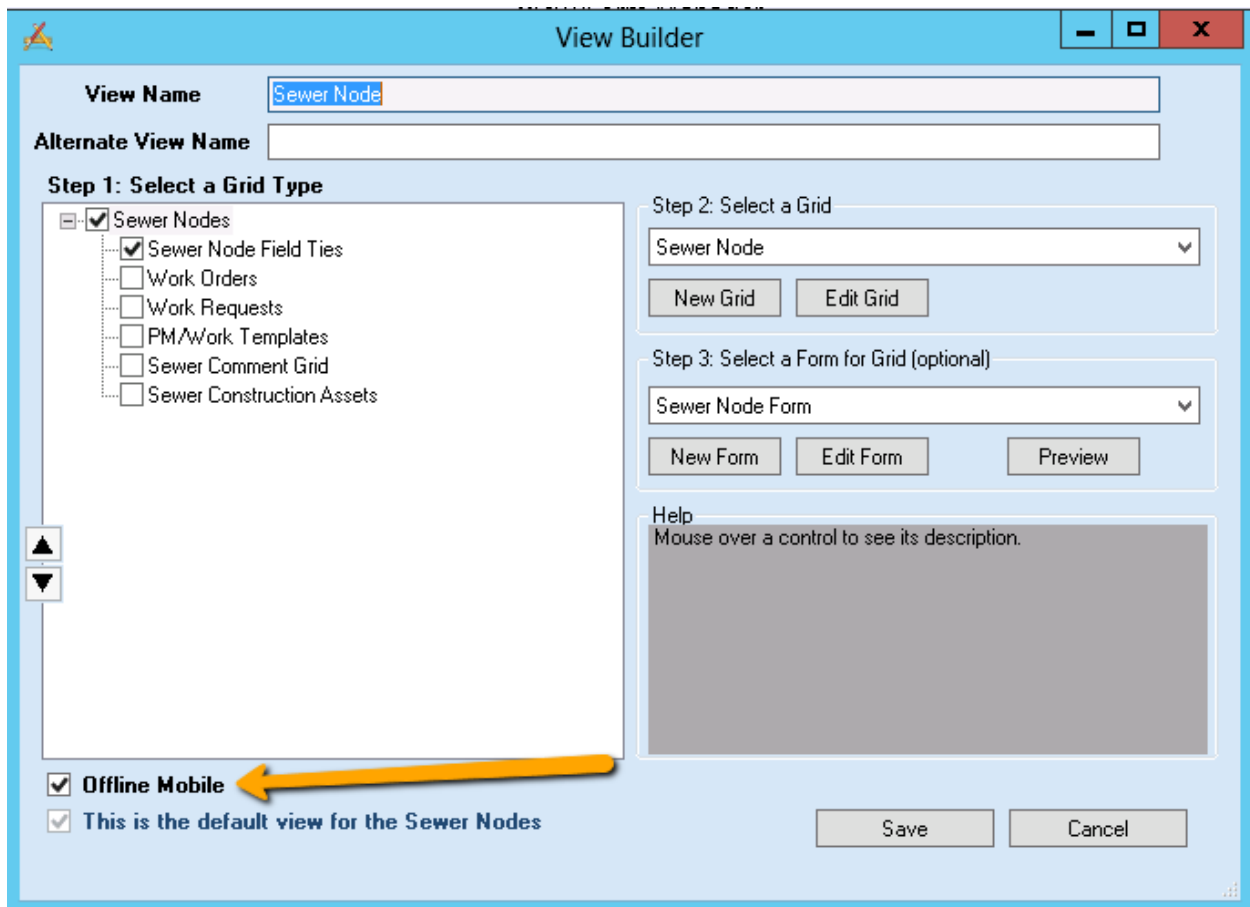 View Builder
View Name
Sewer Node
Alternate View Name
Step 1: Select a Grid Type
Sewer Nodes
Sewer Node Field Ties
Work Orders
Work Requests
PM/Work Templates
Sewer Comment Grid
Sewer Construction Assets
Step 2: Select a Grid
Sewer Node
New Grid
Edit Grid
Step 3: Select a Form for Grid (optional)
Sewer Node Form
New Form
Edit Form
Preview
Help
Mouse over a control to see its description.
Offline Mobile
This is the default view for the Sewer Nodes
Save
Cancel